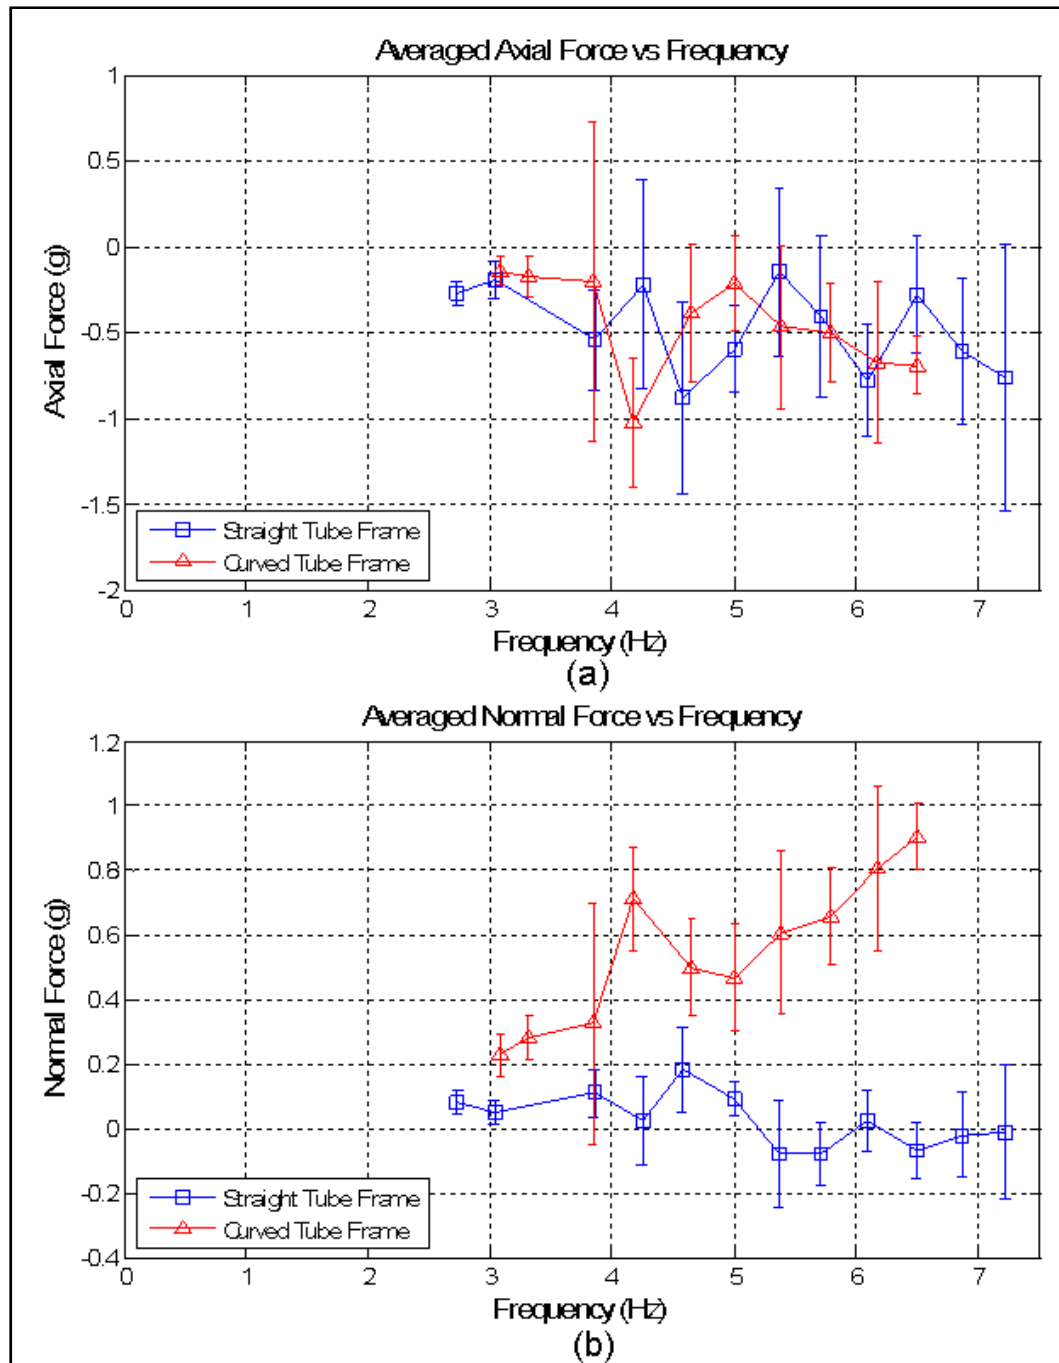 Averaged Axial Force vs Frequency
1
0.5
0
-0.5
-1
-1.5
-2
Axial Force (g)
Straight Tube Frame
Curved Tube Frame
0 1 2 3 4 5 6 7
Frequency (Hz)
(a)
Averaged Normal Force vs Frequency
1.2
1
0.8
0.6
0.4
0.2
0
-0.2
-0.4
Normal Force (g)
Straight Tube Frame
Curved Tube Frame
0 1 2 3 4 5 6 7
Frequency (Hz)
(b)